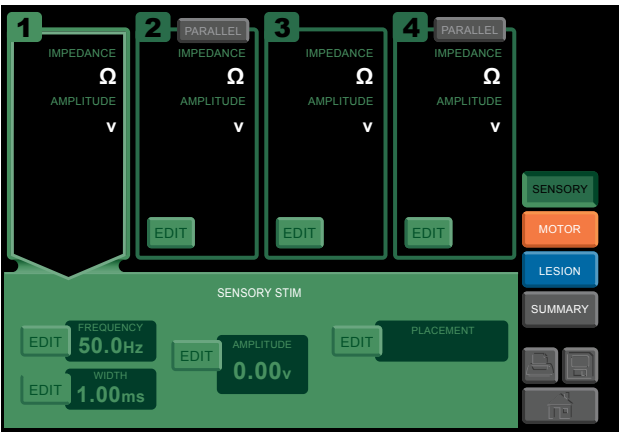 1
2 PARALLEL
3
4 PARALLEL
IMPEDANCE IMPEDANCE IMPEDANCE IMPEDANCE
Ω Ω Ω Ω
AMPLITUDE AMPLITUDE AMPLITUDE AMPLITUDE
v v v v
EDIT EDIT EDIT
SENSORY
MOTOR
LESION
SUMMARY
SENSORY STIM
EDIT FREQUENCY
50.0Hz
EDIT WIDTH
1.00ms
EDIT AMPLITUDE
0.00v
EDIT PLACEMENT